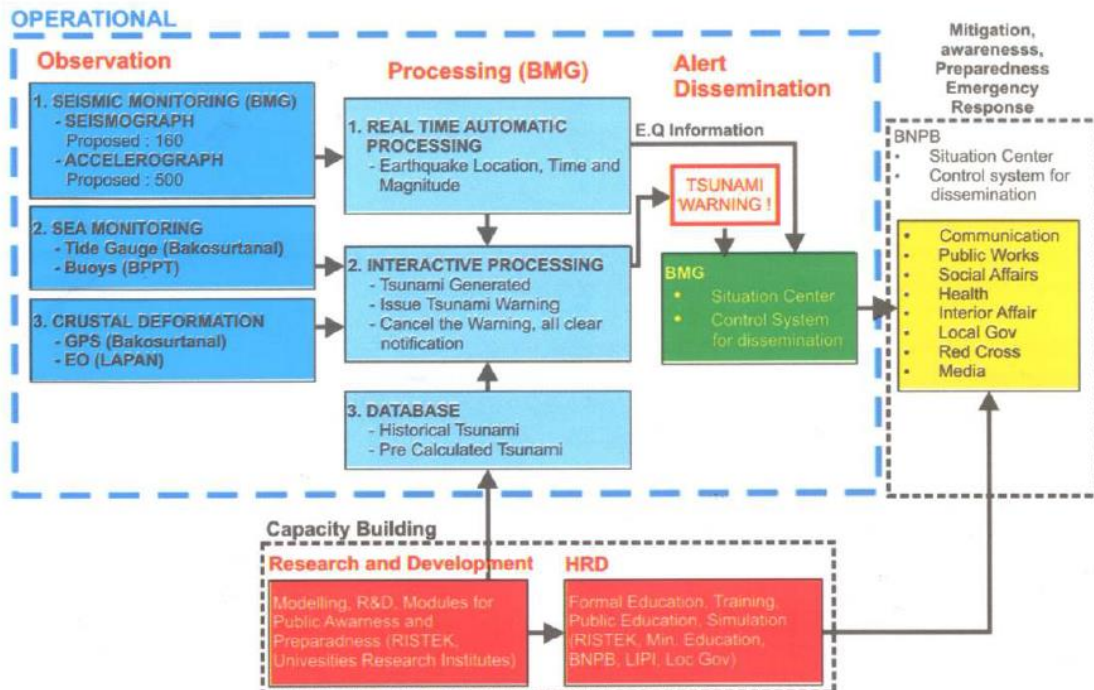 OPERATIONAL
Observation
1. SEISMIC MONITORING (BMG)
- SEISMOGRAPH
Proposed : 160
- ACCELEROGRAPH
Proposed : 500
2. SEA MONITORING
- Tide Gauge (Bakosurtanal)
- Buoys (BPPT)
3. CRUSTAL DEFORMATION
- GPS (Bakosurtanal)
- EO (LAPAN)
Processing (BMG)
1. REAL TIME AUTOMATIC
PROCESSING
- Earthquake Location, Time and
Magnitude
2. INTERACTIVE PROCESSING
- Tsunami Generated
- Issue Tsunami Warning
- Cancel the Warning, all clear
notification
3. DATABASE
- Historical Tsunami
- Pre Calculated Tsunami
Alert
Dissemination
E.Q Information
TSUNAMI
WARNING !
BMG
• Situation Center
• Control System
for dissemination
Mitigation,
awarenesss,
Preparedness
Emergency
Response
BNPB
• Situation Center
• Control system for
dissemination
• Communication
• Public Works
• Social Affairs
• Health
• Interior Affair
• Local Gov
• Red Cross
• Media
Capacity Building
Research and Development
Modelling, R&D, Modules for
Public Awarness and
Preparadness (RISTEK,
Univesities Research Institutes)
HRD
Formal Education, Training,
Public Education, Simulation
(RISTEK, Min. Education,
BNPB, LIPI, Loc Gov)